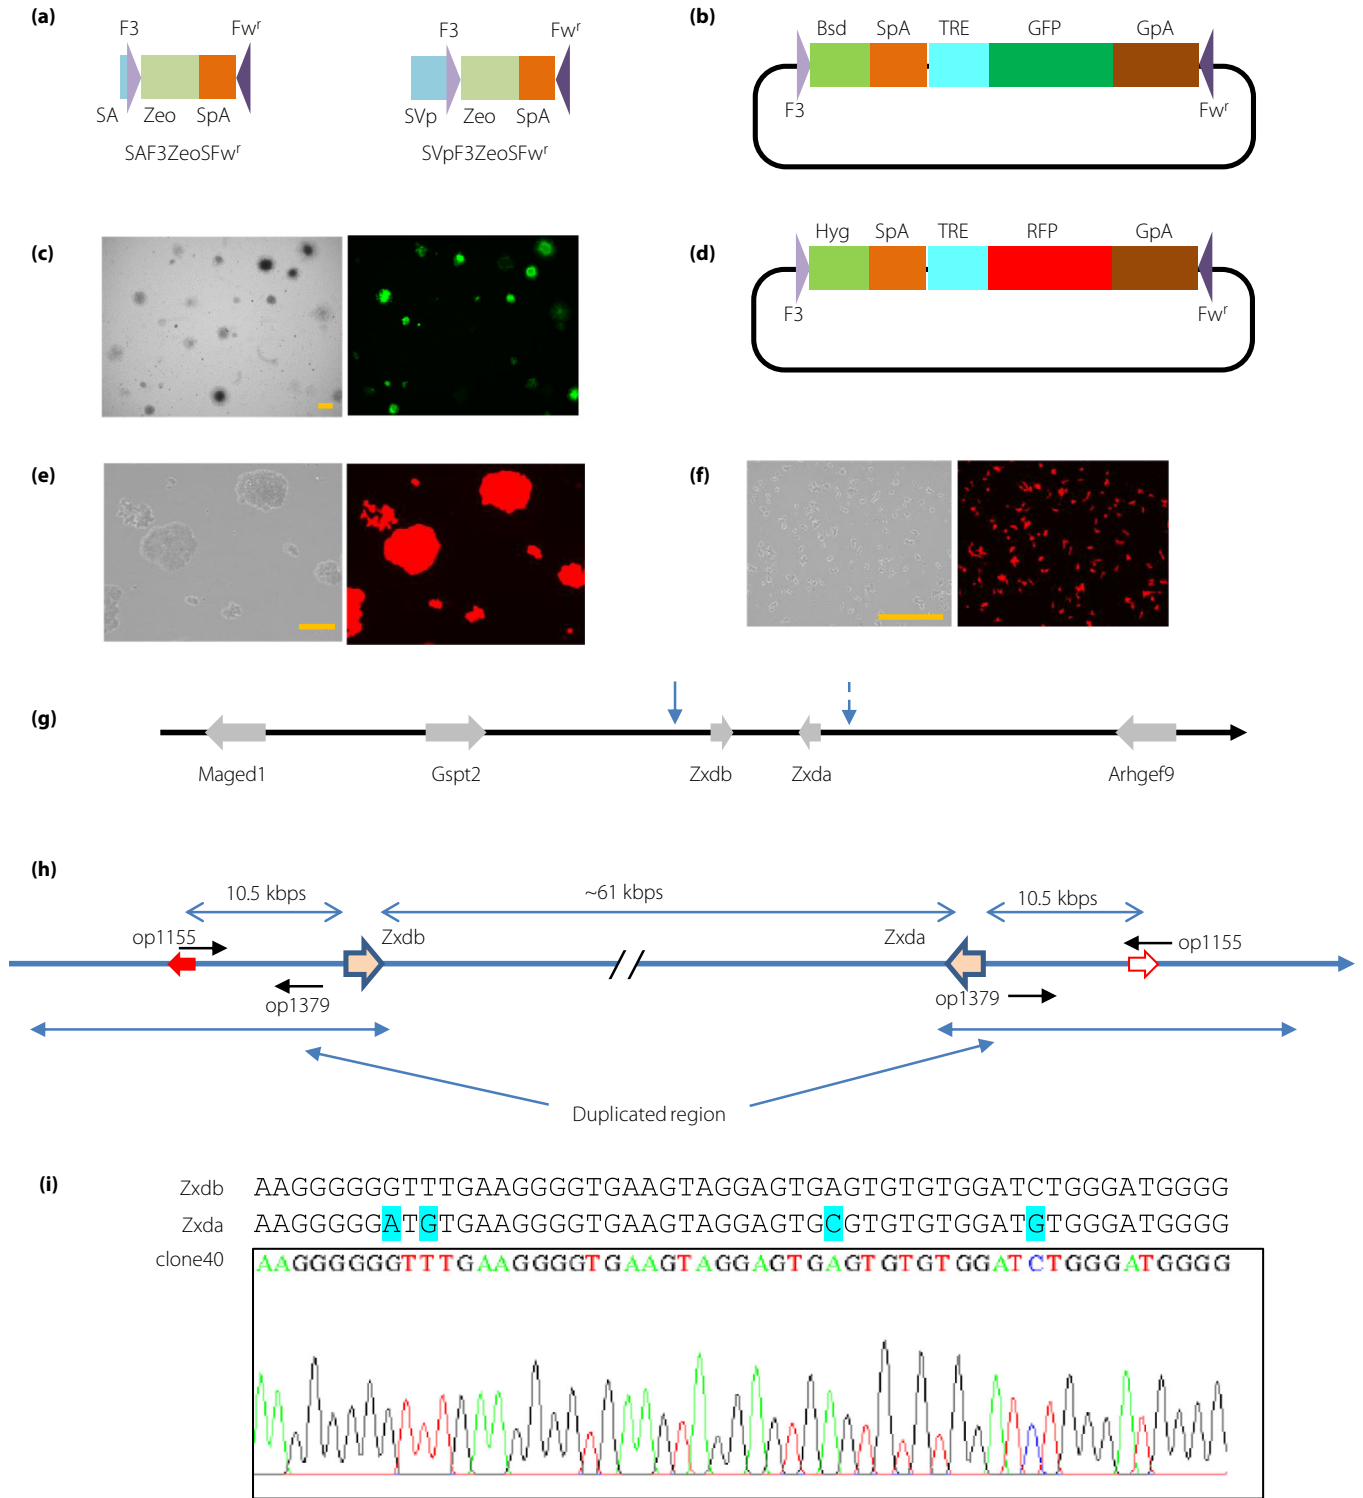 (a)
F3 Fwʳ F3 Fwʳ
SA Zeo SpA SVp Zeo SpA
SAF3ZeoSFwʳ SVpF3ZeoSFwʳ
(b)
Bsd SpA TRE GFP GpA
F3 Fwʳ
(c)
(d)
Hyg SpA TRE RFP GpA
F3 Fwʳ
(e)
(f)
(g)
Maged1 Gspt2 Zxdb Zxda Arhgef9
(h)
10.5 kbps ~61 kbps 10.5 kbps
op1155 Zxdb Zxda op1155
op1379 op1379
Duplicated region
(i)
Zxdb AAGGGGGGTTTGAAGGGGTGAAGTAGGAGTGAGTGTGTGGATCTGGGATGGGG
Zxda AAGGGGGATGTGAAGGGGTGAAGTAGGAGTGCGTGTGTGGATGTGGGATGGGG
clone40 AAGGGGGGTTTGAAGGGGTGAAGTAGGAGTGAGTGTGTGGATCTGGGATGGGG